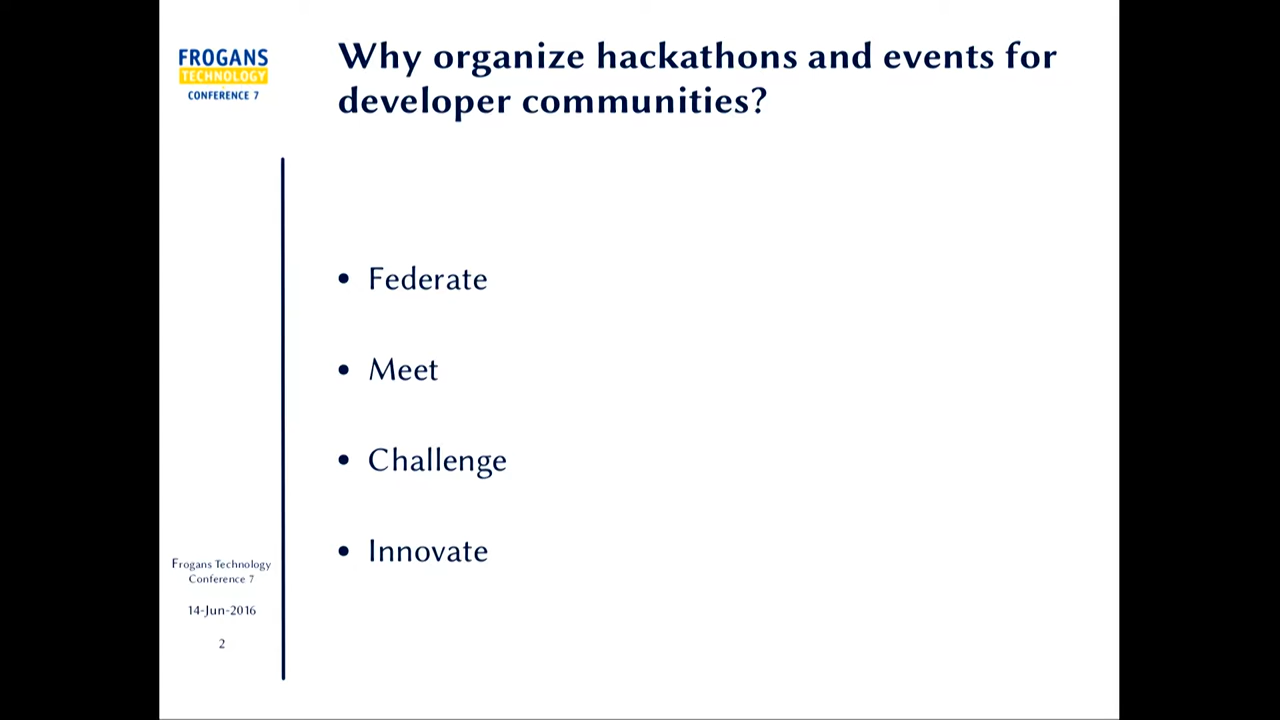 FROGANS
TECHNOLOGY
CONFERENCE 7
Why organize hackathons and events for
developer communities?
• Federate
• Meet
• Challenge
• Innovate
Frogans Technology
Conference 7
14-Jun-2016
2